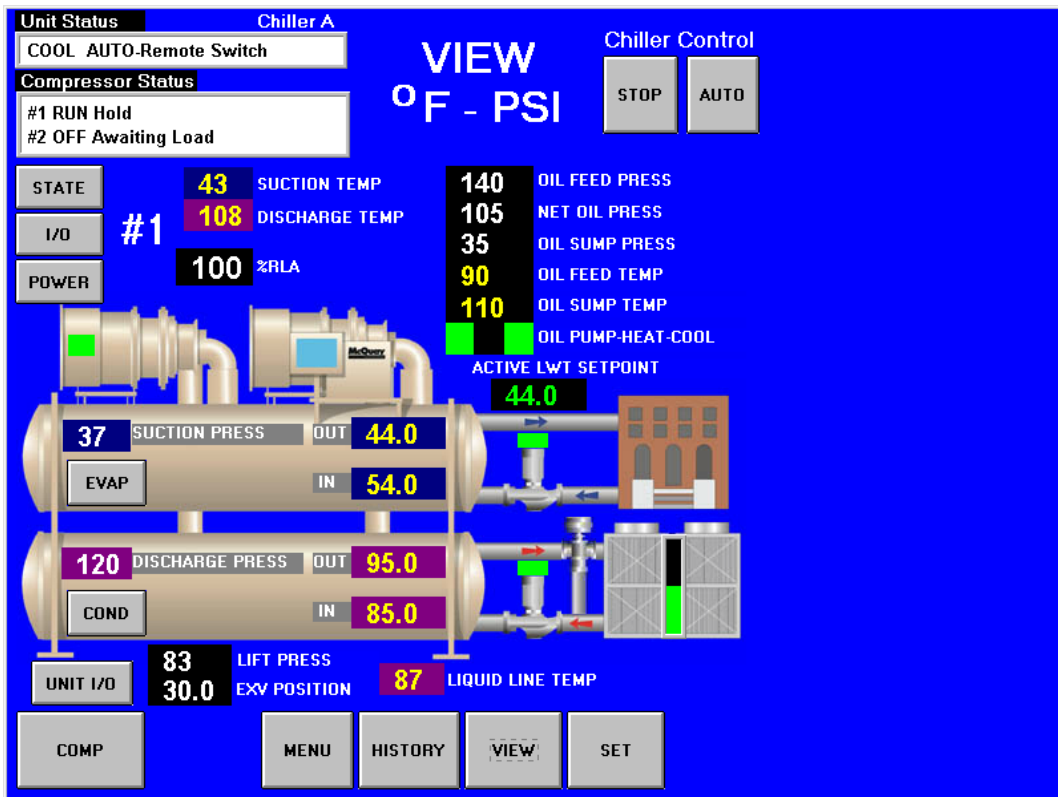 Unit Status Chiller A
COOL AUTO-Remote Switch
Compressor Status
#1 RUN Hold
#2 OFF Awaiting Load
VIEW
ºF - PSI
Chiller Control
STOP AUTO
STATE
I/O
POWER
#1
43 SUCTION TEMP
108 DISCHARGE TEMP
100 %RLA
140 OIL FEED PRESS
105 NET OIL PRESS
35 OIL SUMP PRESS
90 OIL FEED TEMP
110 OIL SUMP TEMP
OIL PUMP-HEAT-COOL
ACTIVE LWT SETPOINT
44.0
McQuay
37 SUCTION PRESS OUT 44.0
EVAP IN 54.0
120 DISCHARGE PRESS OUT 95.0
COND IN 85.0
UNIT I/O
83 LIFT PRESS
30.0 EXV POSITION
87 LIQUID LINE TEMP
COMP MENU HISTORY VIEW SET